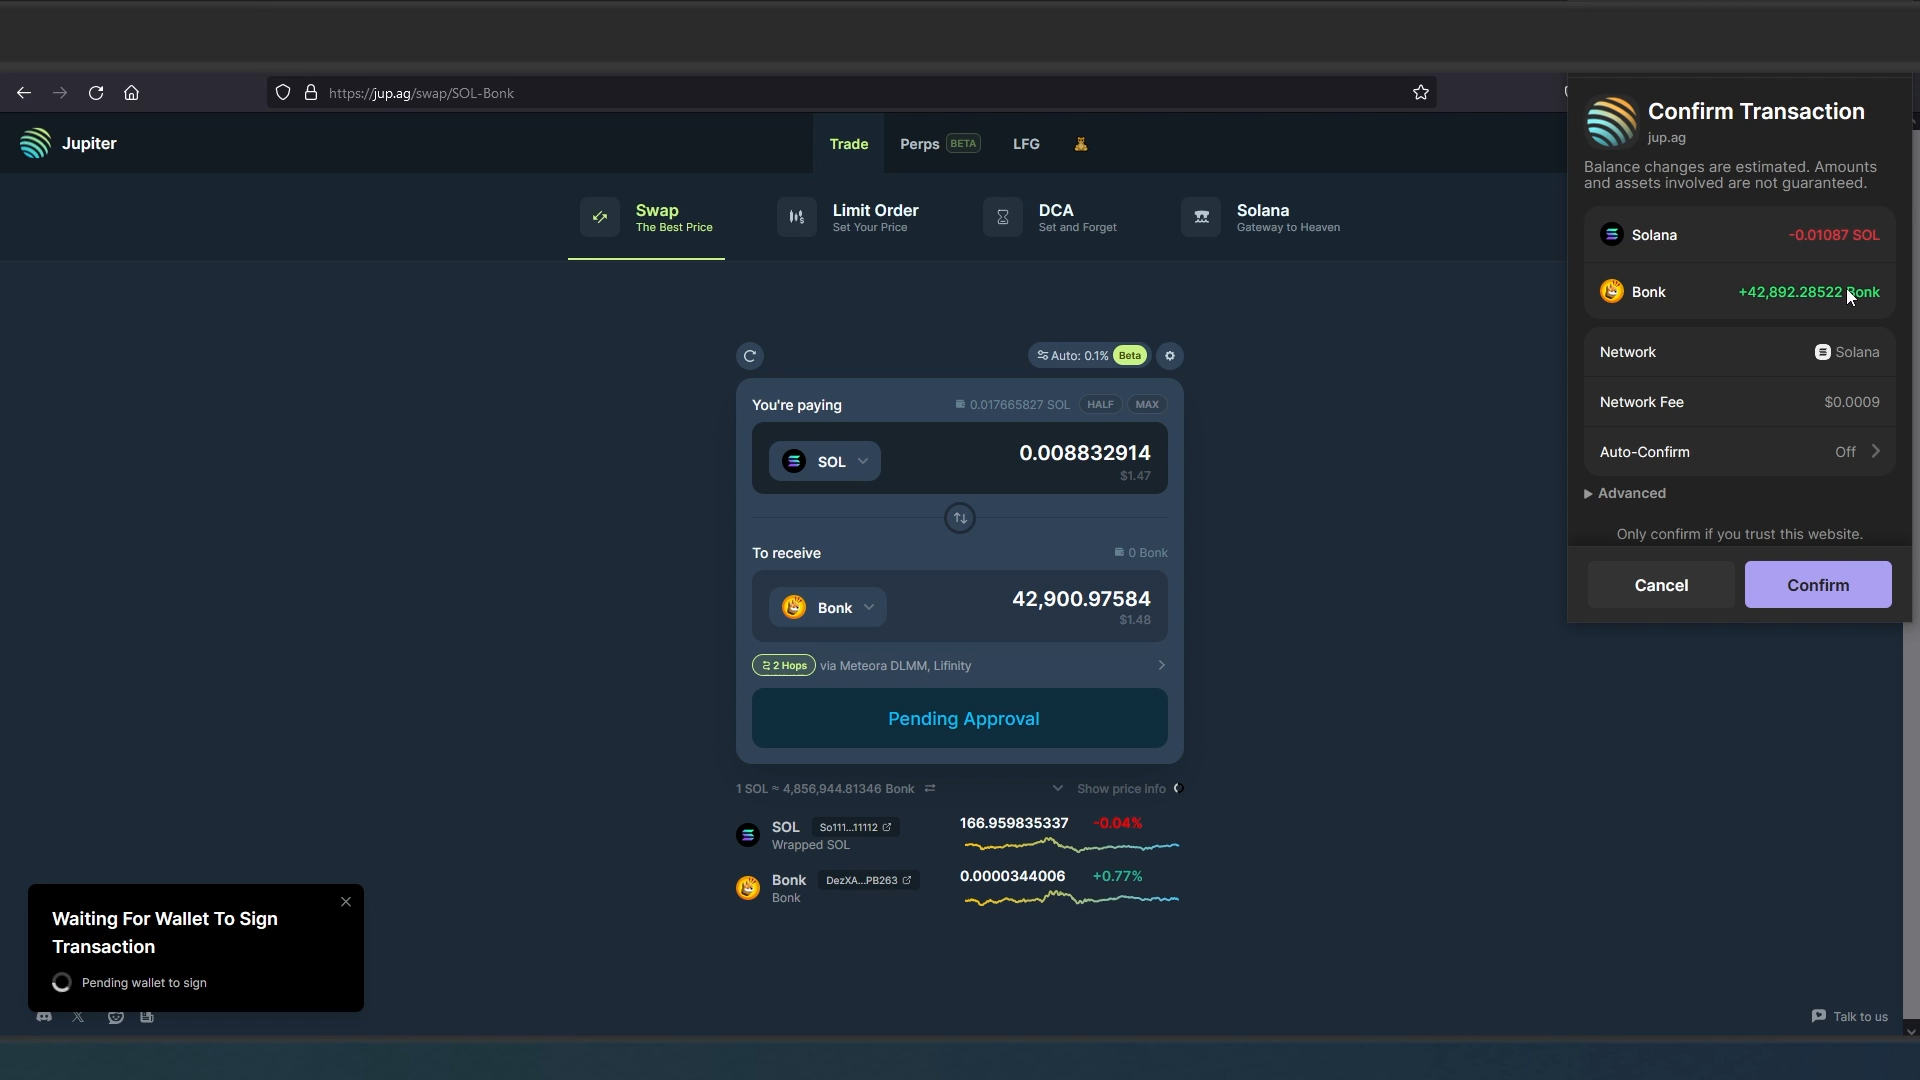 https://jup.ag/swap/SOL-Bonk
Jupiter
Trade
Perps BETA
LFG
Swap
The Best Price
Limit Order
Set Your Price
DCA
Set and Forget
Solana
Gateway to Heaven
Auto: 0.1% Beta
You're paying
0.017665827 SOL HALF MAX
SOL
0.008832914
$1.47
To receive
0 Bonk
Bonk
42,900.97584
$1.48
2 Hops via Meteora DLMM, Lifinity
Pending Approval
1 SOL ≈ 4,856,944.81346 Bonk
Show price info
SOL So111...11112
Wrapped SOL
166.959835337 -0.04%
Bonk DezXA...PB263
Bonk
0.0000344006 +0.77%
Waiting For Wallet To Sign
Transaction
Pending wallet to sign
Talk to us
Confirm Transaction
jup.ag
Balance changes are estimated. Amounts
and assets involved are not guaranteed.
Solana -0.01087 SOL
Bonk +42,892.28522 Bonk
Network Solana
Network Fee $0.0009
Auto-Confirm Off
Advanced
Only confirm if you trust this website.
Cancel Confirm